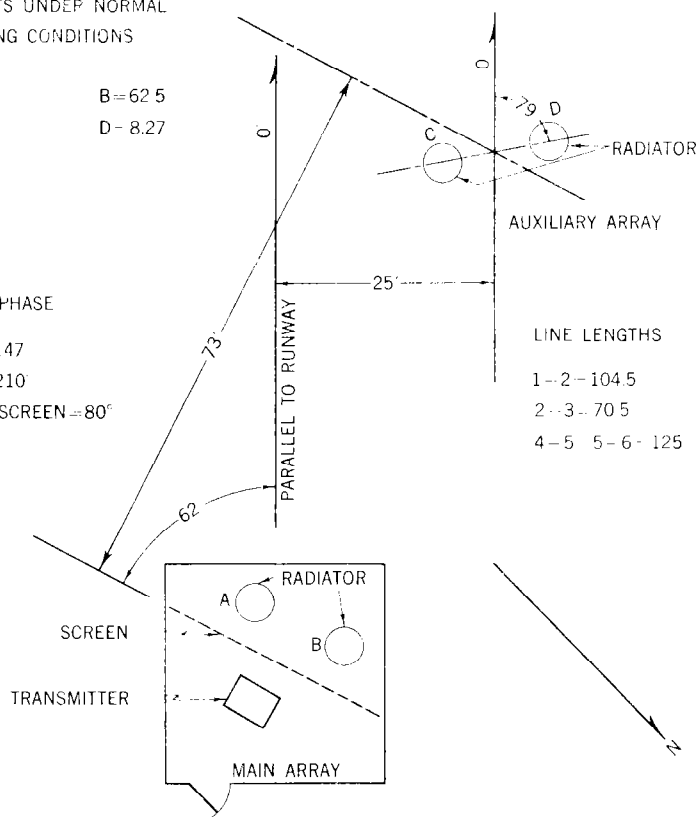 TS UNDER NORMAL
NG CONDITIONS
B=62 5
D-8.27
0'
0
79
C
D
RADIATOR
AUXILIARY ARRAY
25'
73'
PARALLEL TO RUNWAY
62
PHASE
47
210'
SCREEN=80°
LINE LENGTHS
1-2-104.5
2-3-70 5
4-5 5-6-125
RADIATOR
A
B
SCREEN
TRANSMITTER
MAIN ARRAY
N